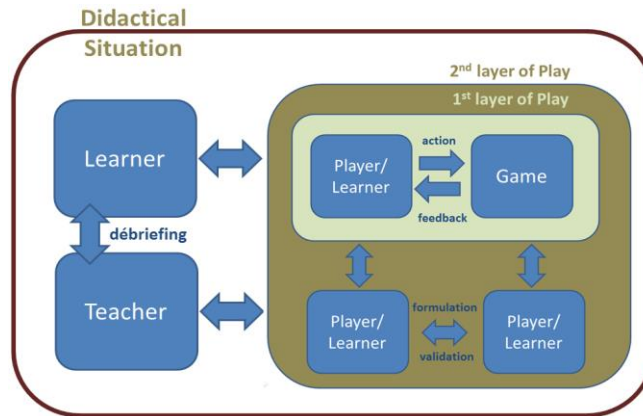 Didactical
Situation
2nd layer of Play
1st layer of Play
Learner
action
Player/
Learner
Game
feedback
débriefing
Teacher
Player/
Learner
formulation
validation
Player/
Learner